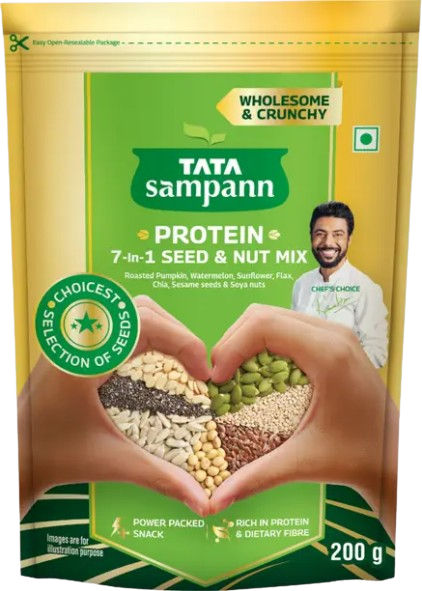 Easy Open-Resealable Package
WHOLESOME
& CRUNCHY
TATA
sampann
PROTEIN
7-in-1 SEED & NUT MIX
Roasted Pumpkin, Watermelon, Sunflower, Flax,
Chia, Sesame seeds & Soya nuts
CHEF'S CHOICE
CHOICEST
SELECTION OF SEEDS
POWER PACKED
SNACK
RICH IN PROTEIN
& DIETARY FIBRE
Images are for
illustration purpose
200 g